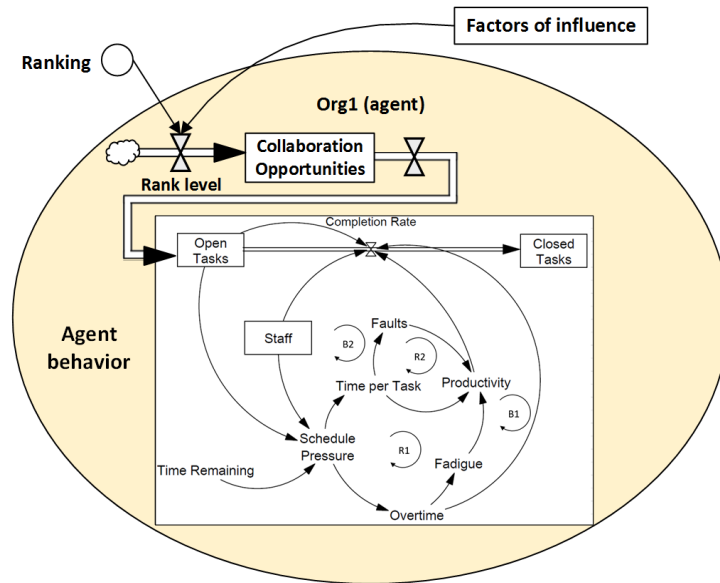 Factors of influence
Ranking
Org1 (agent)
Collaboration
Opportunities
Rank level
Completion Rate
Open
Tasks
Closed
Tasks
Agent
behavior
Staff
B2
Faults
R2
Time per Task
Productivity
B1
Schedule
Pressure
R1
Fadigue
Time Remaining
Overtime